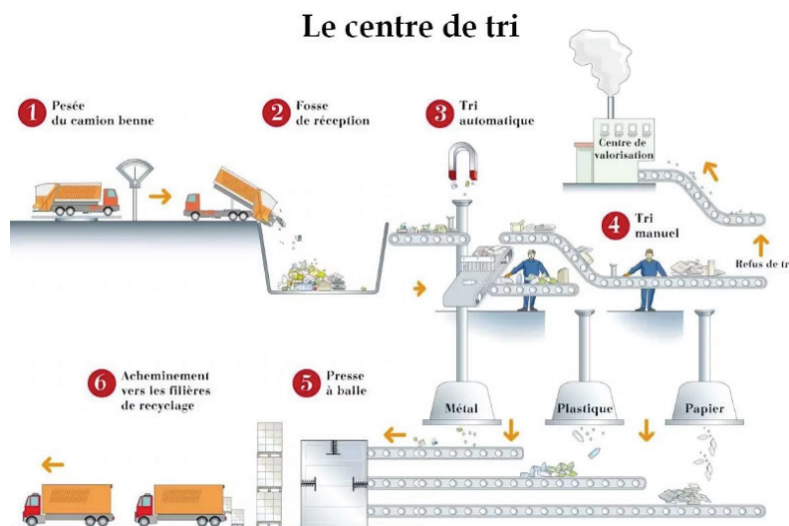 Le centre de tri
1
Pesée
du camion benne
2
Fosse
de réception
3
Tri
automatique
Centre de
valorisation
4
Tri
manuel
Refus de tr
6
Acheminement
vers les filières
de recyclage
5
Presse
à balle
Métal
Plastique
Papier